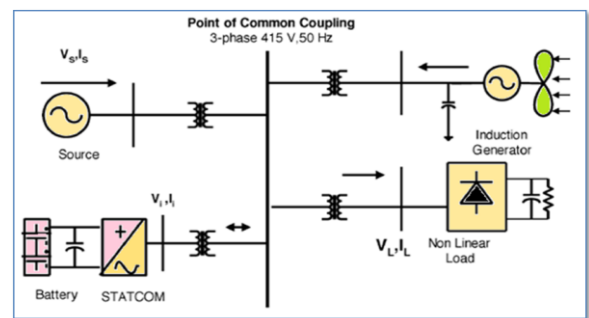 Point of Common Coupling
3-phase 415 V,50 Hz
Vs,Is
Source
Induction
Generator
Vi ,Ii
VL,IL
Non Linear
Load
Battery
STATCOM